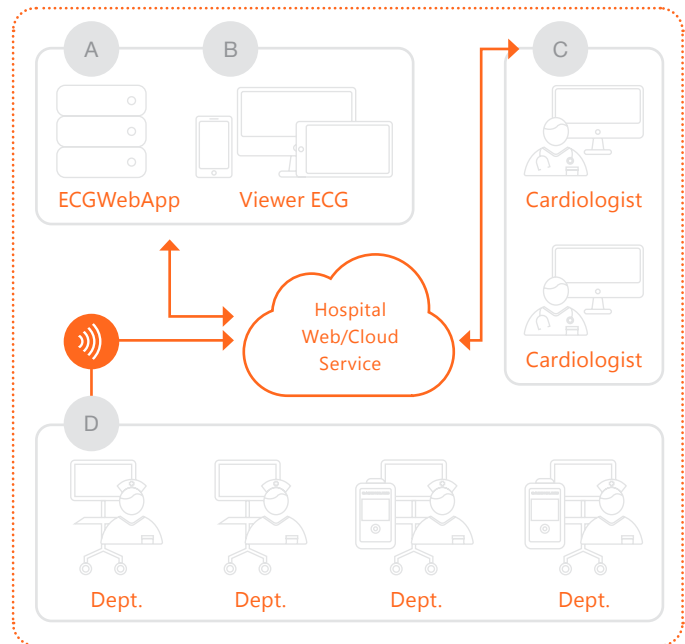 A
B
C
ECGWebApp
Viewer ECG
Cardiologist
Hospital
Web/Cloud
Service
Cardiologist
D
Dept.
Dept.
Dept.
Dept.